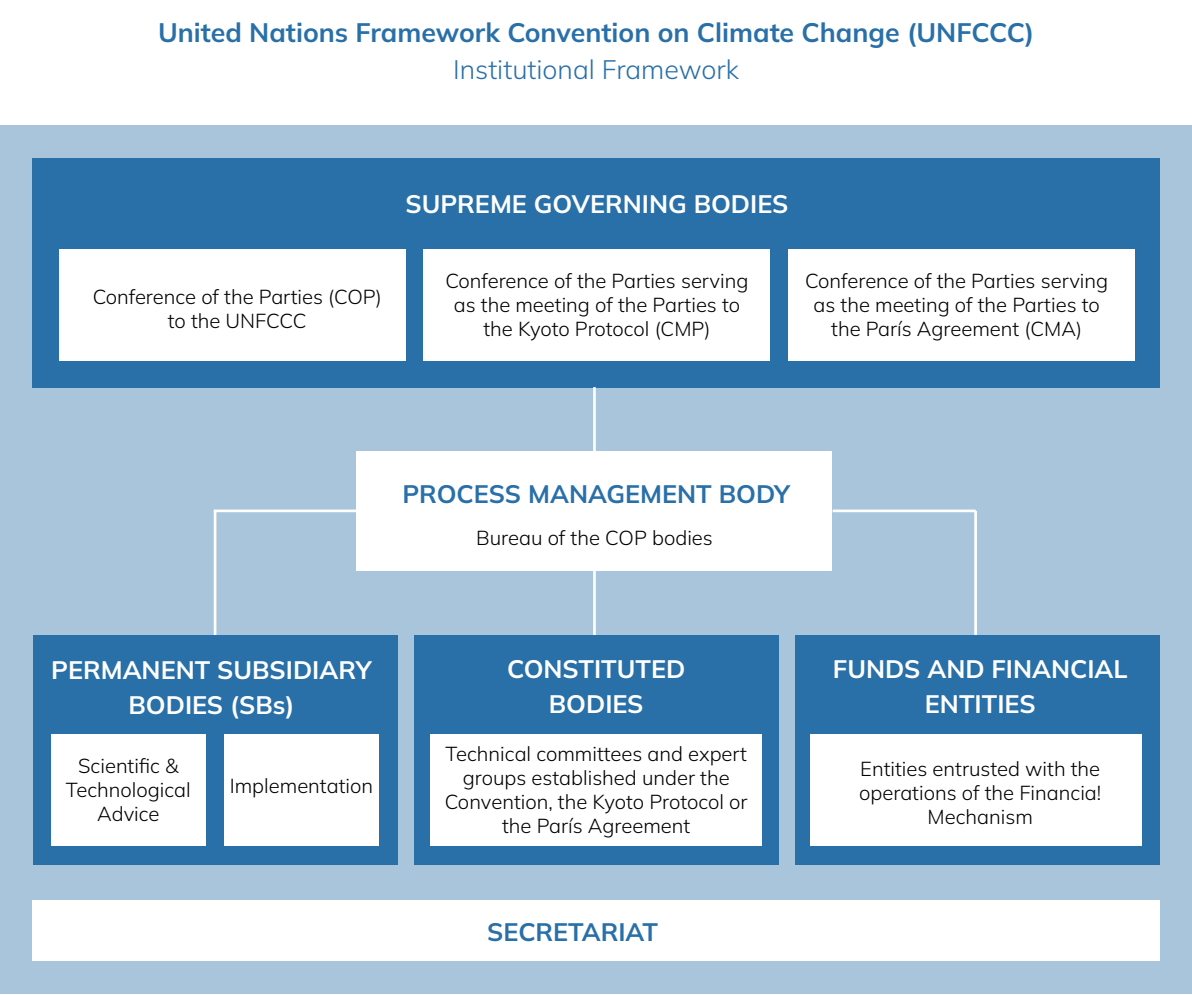 United Nations Framework Convention on Climate Change (UNFCCC)
Institutional Framework
SUPREME GOVERNING BODIES
Conference of the Parties (COP)
to the UNFCCC
Conference of the Parties serving
as the meeting of the Parties to
the Kyoto Protocol (CMP)
Conference of the Parties serving
as the meeting of the Parties to
the París Agreement (CMA)
PROCESS MANAGEMENT BODY
Bureau of the COP bodies
PERMANENT SUBSIDIARY
BODIES (SBs)
Scientific &
Technological
Advice
Implementation
CONSTITUTED
BODIES
Technical committees and expert
groups established under the
Convention, the Kyoto Protocol or
the París Agreement
FUNDS AND FINANCIAL
ENTITIES
Entities entrusted with the
operations of the Financia!
Mechanism
SECRETARIAT